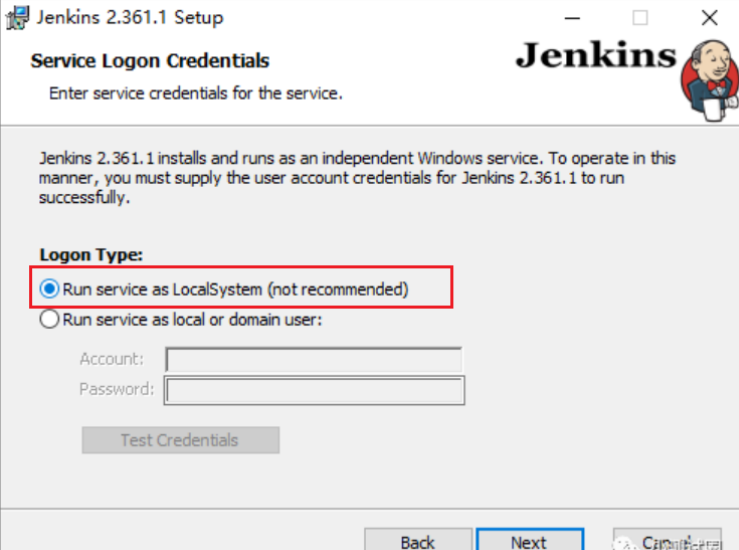 Jenkins 2.361.1 Setup
Service Logon Credentials
Jenkins
Enter service credentials for the service.
Jenkins 2.361.1 installs and runs as an independent Windows service. To operate in this
manner, you must supply the user account credentials for Jenkins 2.361.1 to run
successfully.
Logon Type:
Run service as LocalSystem (not recommended)
Run service as local or domain user:
Account:
Password:
Test Credentials
Back
Next
Cancel